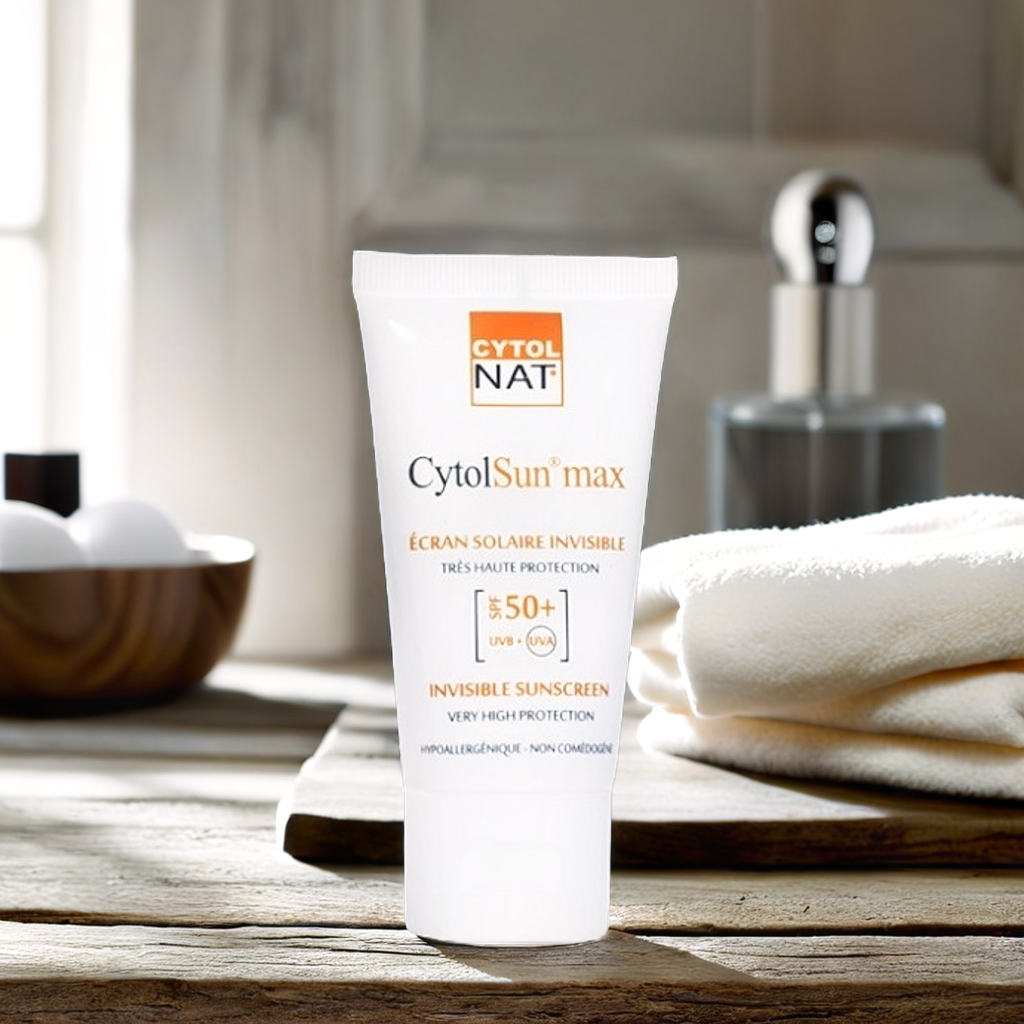 CYTOL
NAT®
CytolSun® max
ÉCRAN SOLAIRE INVISIBLE
TRÈS HAUTE PROTECTION
SPF 50+
UVB + UVA
INVISIBLE SUNSCREEN
VERY HIGH PROTECTION
HYPOALLERGÉNIQUE - NON COMÉDOGÈNE